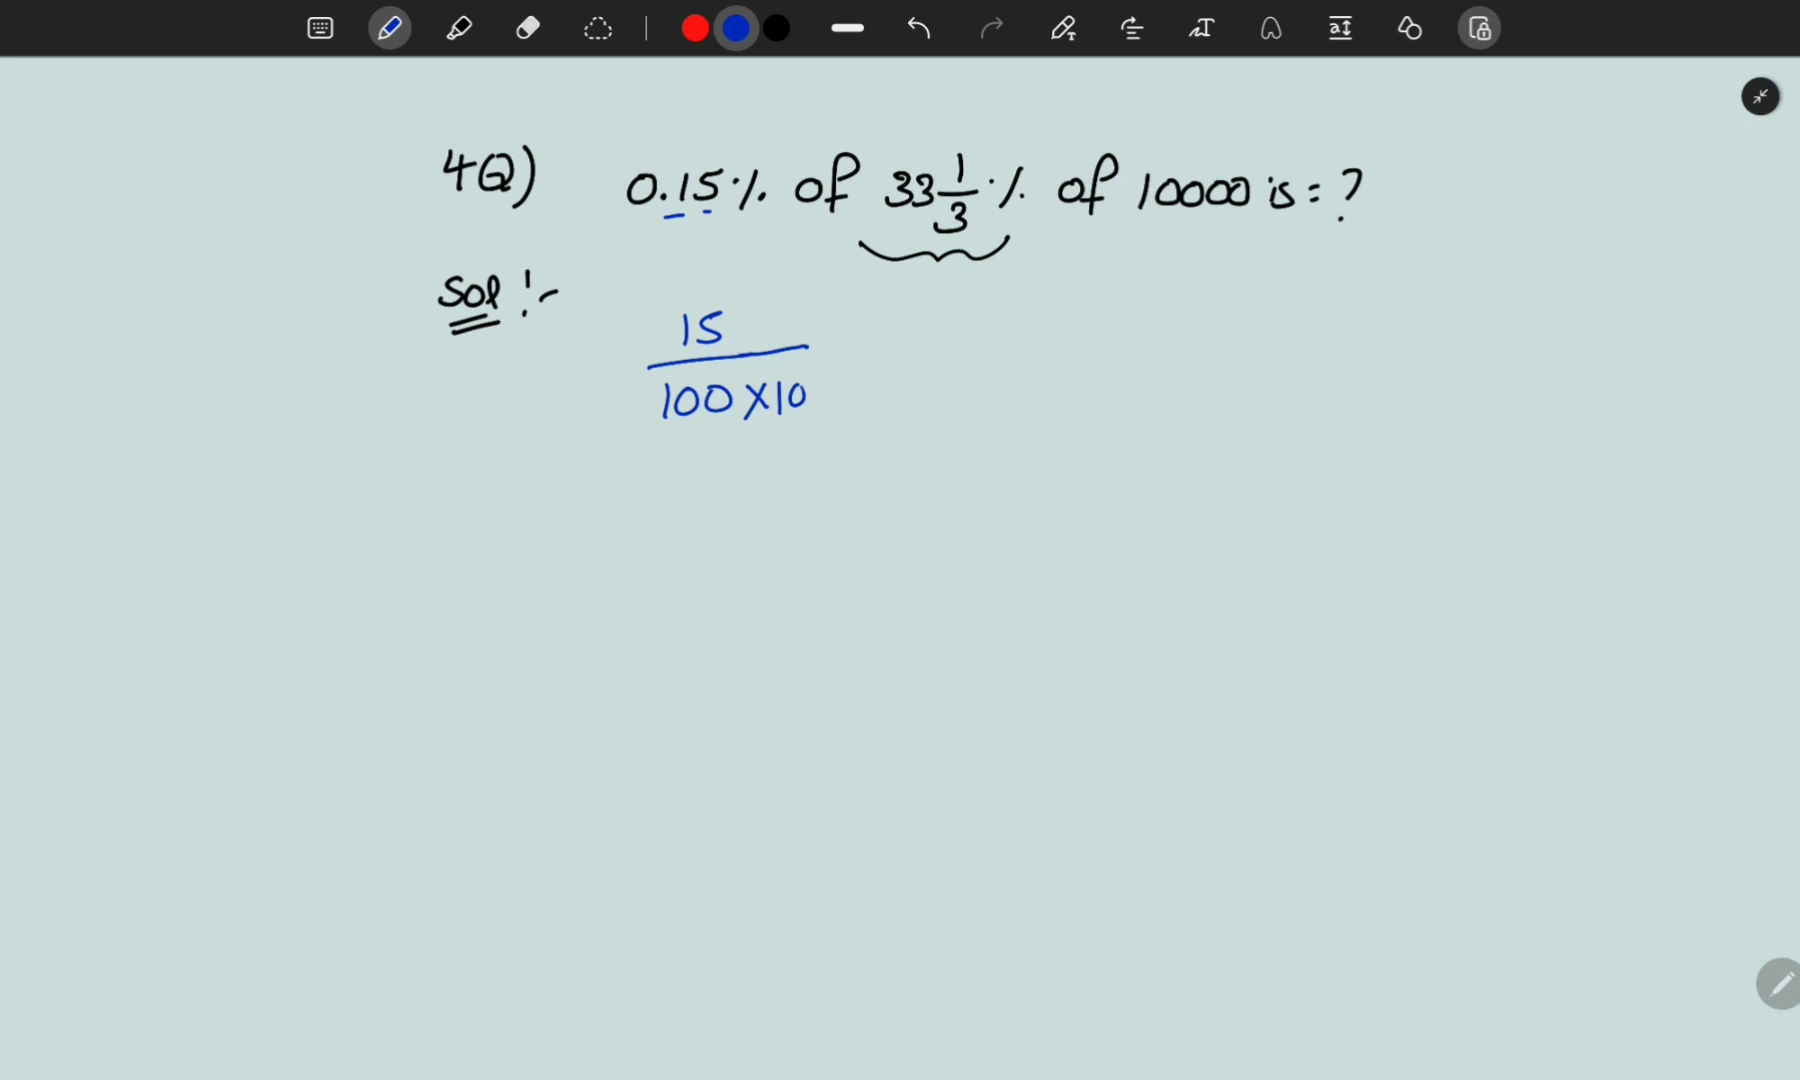 4Q) 0.15% of 33 1/3 % of 10000 is = ?
Sol :-
15
100 X 10